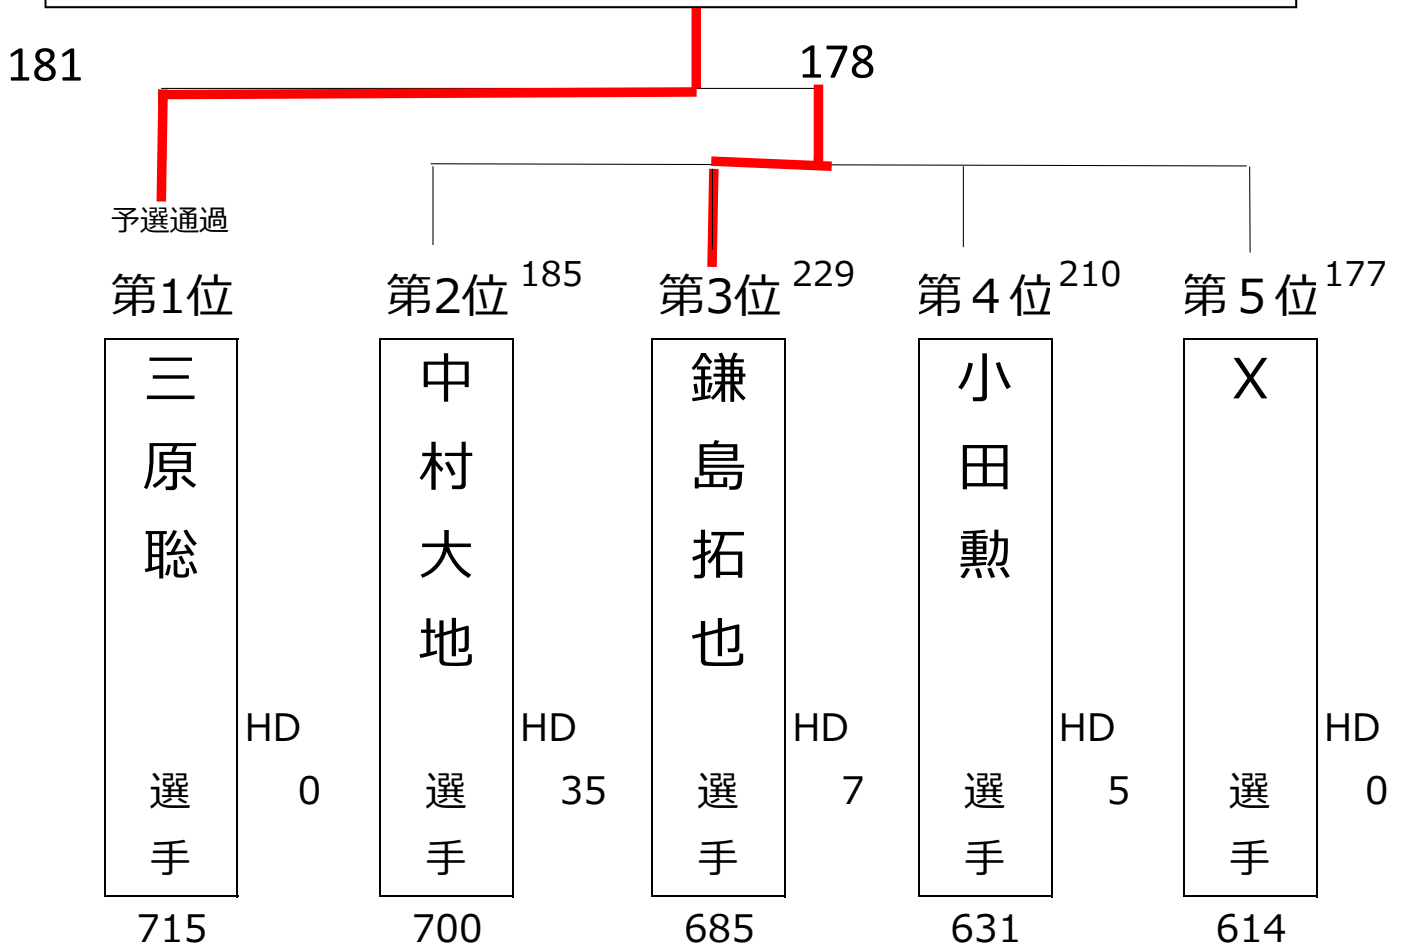 181
178
予選通過
第1位
第2位 185
第3位 229
第４位 210
第５位 177
三原聡 選手
中村大地 選手
鎌島拓也 選手
小田勲 選手
X 選手
HD 0
HD 35
HD 7
HD 5
HD 0
715
700
685
631
614